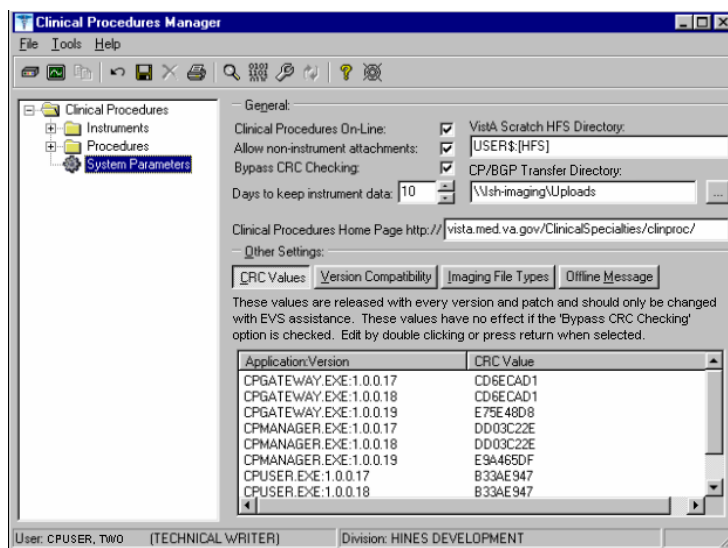 Clinical Procedures Manager
File Tools Help
Clinical Procedures
Instruments
Procedures
System Parameters
General:
Clinical Procedures On-Line:
Allow non-instrument attachments:
Bypass CRC Checking:
Days to keep instrument data: 10
VistA Scratch HFS Directory:
USER$:[HFS]
CP/BGP Transfer Directory:
\\Ish-imaging\Uploads
...
Clinical Procedures Home Page http:// vista.med.va.gov/ClinicalSpecialties/clinproc/
Other Settings:
CRC Values Version Compatibility Imaging File Types Offline Message
These values are released with every version and patch and should only be changed
with EVS assistance. These values have no effect if the 'Bypass CRC Checking'
option is checked. Edit by double clicking or press return when selected.
Application:Version CRC Value
CPGATEWAY.EXE:1.0.0.17 CD6ECAD1
CPGATEWAY.EXE:1.0.0.18 CD6ECAD1
CPGATEWAY.EXE:1.0.0.19 E75E48D8
CPMANAGER.EXE:1.0.0.17 DD03C22E
CPMANAGER.EXE:1.0.0.18 DD03C22E
CPMANAGER.EXE:1.0.0.19 E9A465DF
CPUSER.EXE:1.0.0.17 B33AE947
CPUSER.EXE:1.0.0.18 B33AE947
User: CPUSER, TWO (TECHNICAL WRITER) Division: HINES DEVELOPMENT